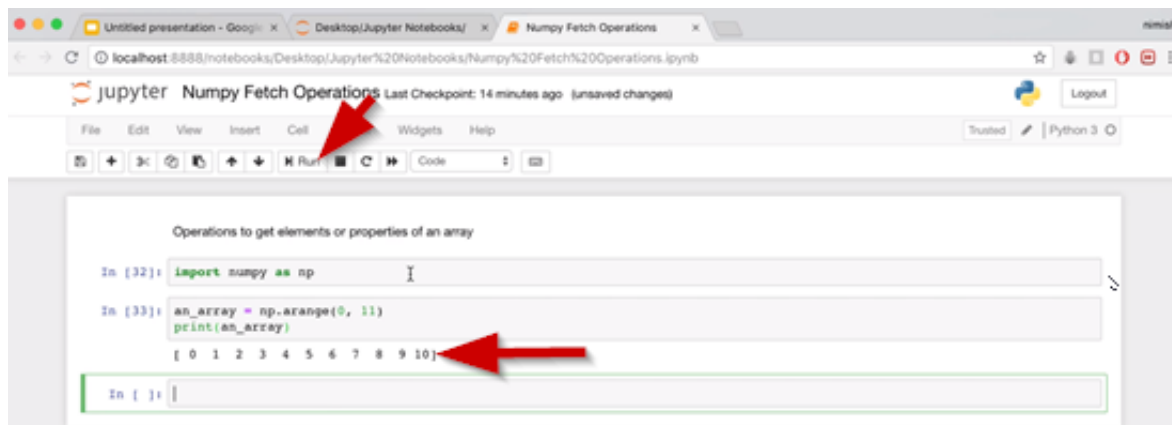 Untitled presentation - Google × Desktop/Jupyter Notebooks/ × Numpy Fetch Operations ×
localhost:8888/notebooks/Desktop/Jupyter%20Notebooks/Numpy%20Fetch%20Operations.ipynb
jupyter Numpy Fetch Operations Last Checkpoint: 14 minutes ago (unsaved changes) Logout
File Edit View Insert Cell Widgets Help Trusted Python 3
Run Code
Operations to get elements or properties of an array
In [32]: import numpy as np
In [33]: an_array = np.arange(0, 11)
print(an_array)
[ 0 1 2 3 4 5 6 7 8 9 10]
In [ ]: